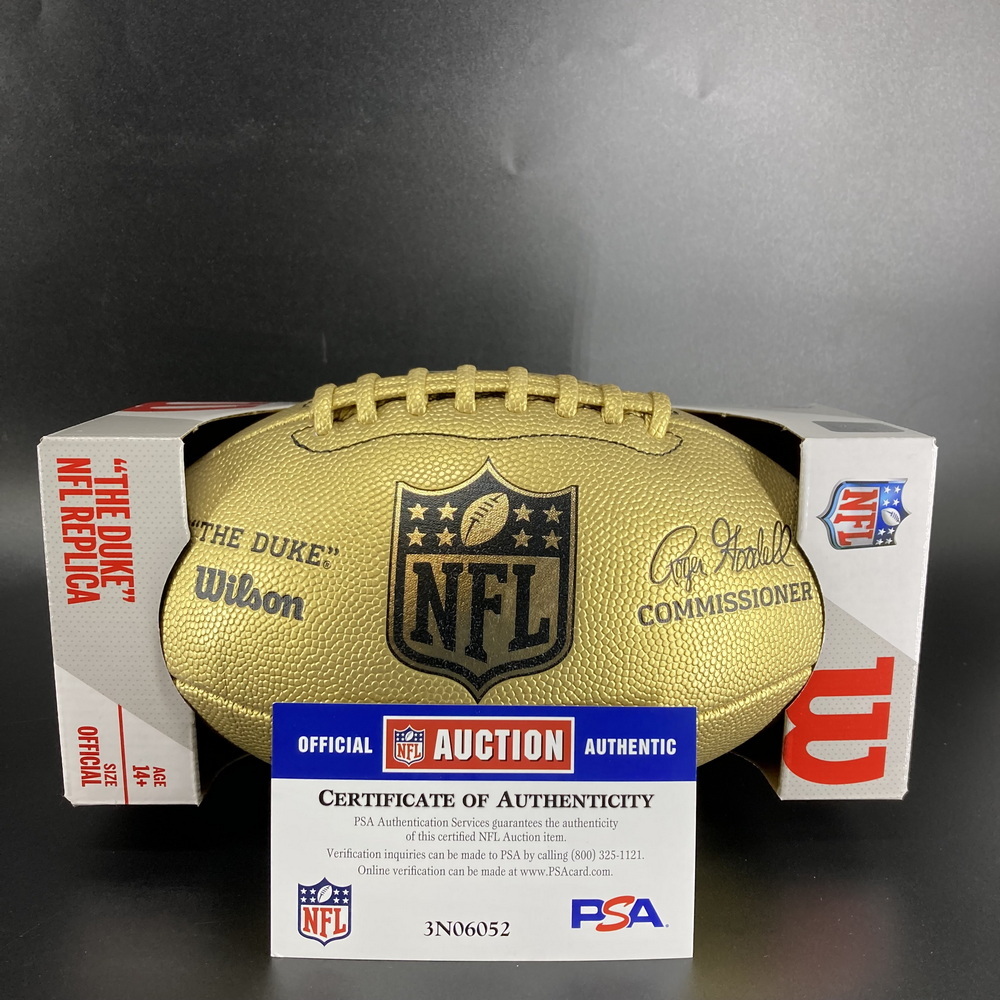 "THE DUKE"
NFL REPLICA
OFFICIAL
SIZE
AGE
14+
"THE DUKE"®
Wilson
NFL
Roger Goodell
COMMISSIONER
NFL
W
OFFICIAL NFL AUCTION AUTHENTIC
CERTIFICATE OF AUTHENTICITY
PSA Authentication Services guarantees the authenticity
of this certified NFL Auction item.
Verification inquiries can be made to PSA by calling (800) 325-1121.
Online verification can be made at www.PSAcard.com.
NFL
3N06052
PSA